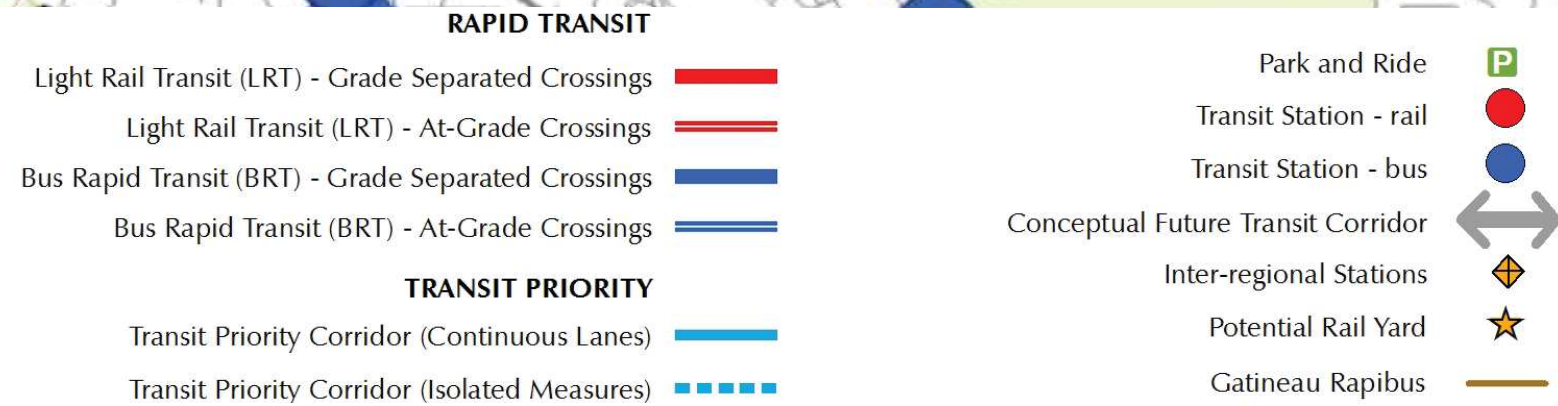 RAPID TRANSIT
Light Rail Transit (LRT) - Grade Separated Crossings
Light Rail Transit (LRT) - At-Grade Crossings
Bus Rapid Transit (BRT) - Grade Separated Crossings
Bus Rapid Transit (BRT) - At-Grade Crossings
TRANSIT PRIORITY
Transit Priority Corridor (Continuous Lanes)
Transit Priority Corridor (Isolated Measures)
Park and Ride P
Transit Station - rail
Transit Station - bus
Conceptual Future Transit Corridor
Inter-regional Stations
Potential Rail Yard
Gatineau Rapibus